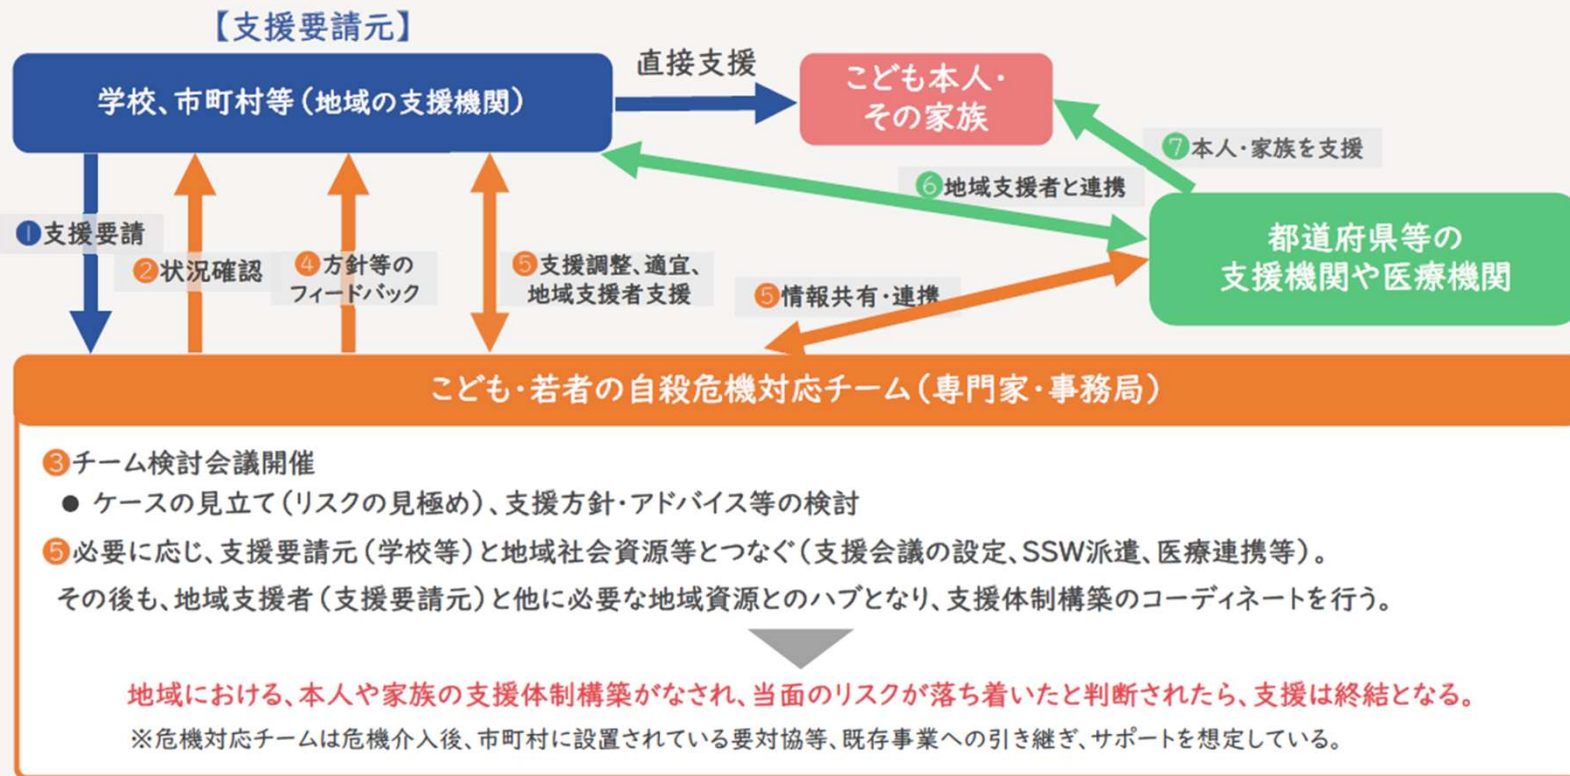 【支援要請元】
学校、市町村等（地域の支援機関）
直接支援
こども本人・
その家族
❼本人・家族を支援
❻地域支援者と連携
都道府県等の
支援機関や医療機関
❶支援要請
❷状況確認
❹方針等の
フィードバック
❺支援調整、適宜、
地域支援者支援
❺情報共有・連携
こども・若者の自殺危機対応チーム（専門家・事務局）
❸チーム検討会議開催
● ケースの見立て（リスクの見極め）、支援方針・アドバイス等の検討
❺必要に応じ、支援要請元（学校等）と地域社会資源等とつなぐ（支援会議の設定、SSW派遣、医療連携等）。
その後も、地域支援者（支援要請元）と他に必要な地域資源とのハブとなり、支援体制構築のコーディネートを行う。
地域における、本人や家族の支援体制構築がなされ、当面のリスクが落ち着いたと判断されたら、支援は終結となる。
※危機対応チームは危機介入後、市町村に設置されている要対協等、既存事業への引き継ぎ、サポートを想定している。